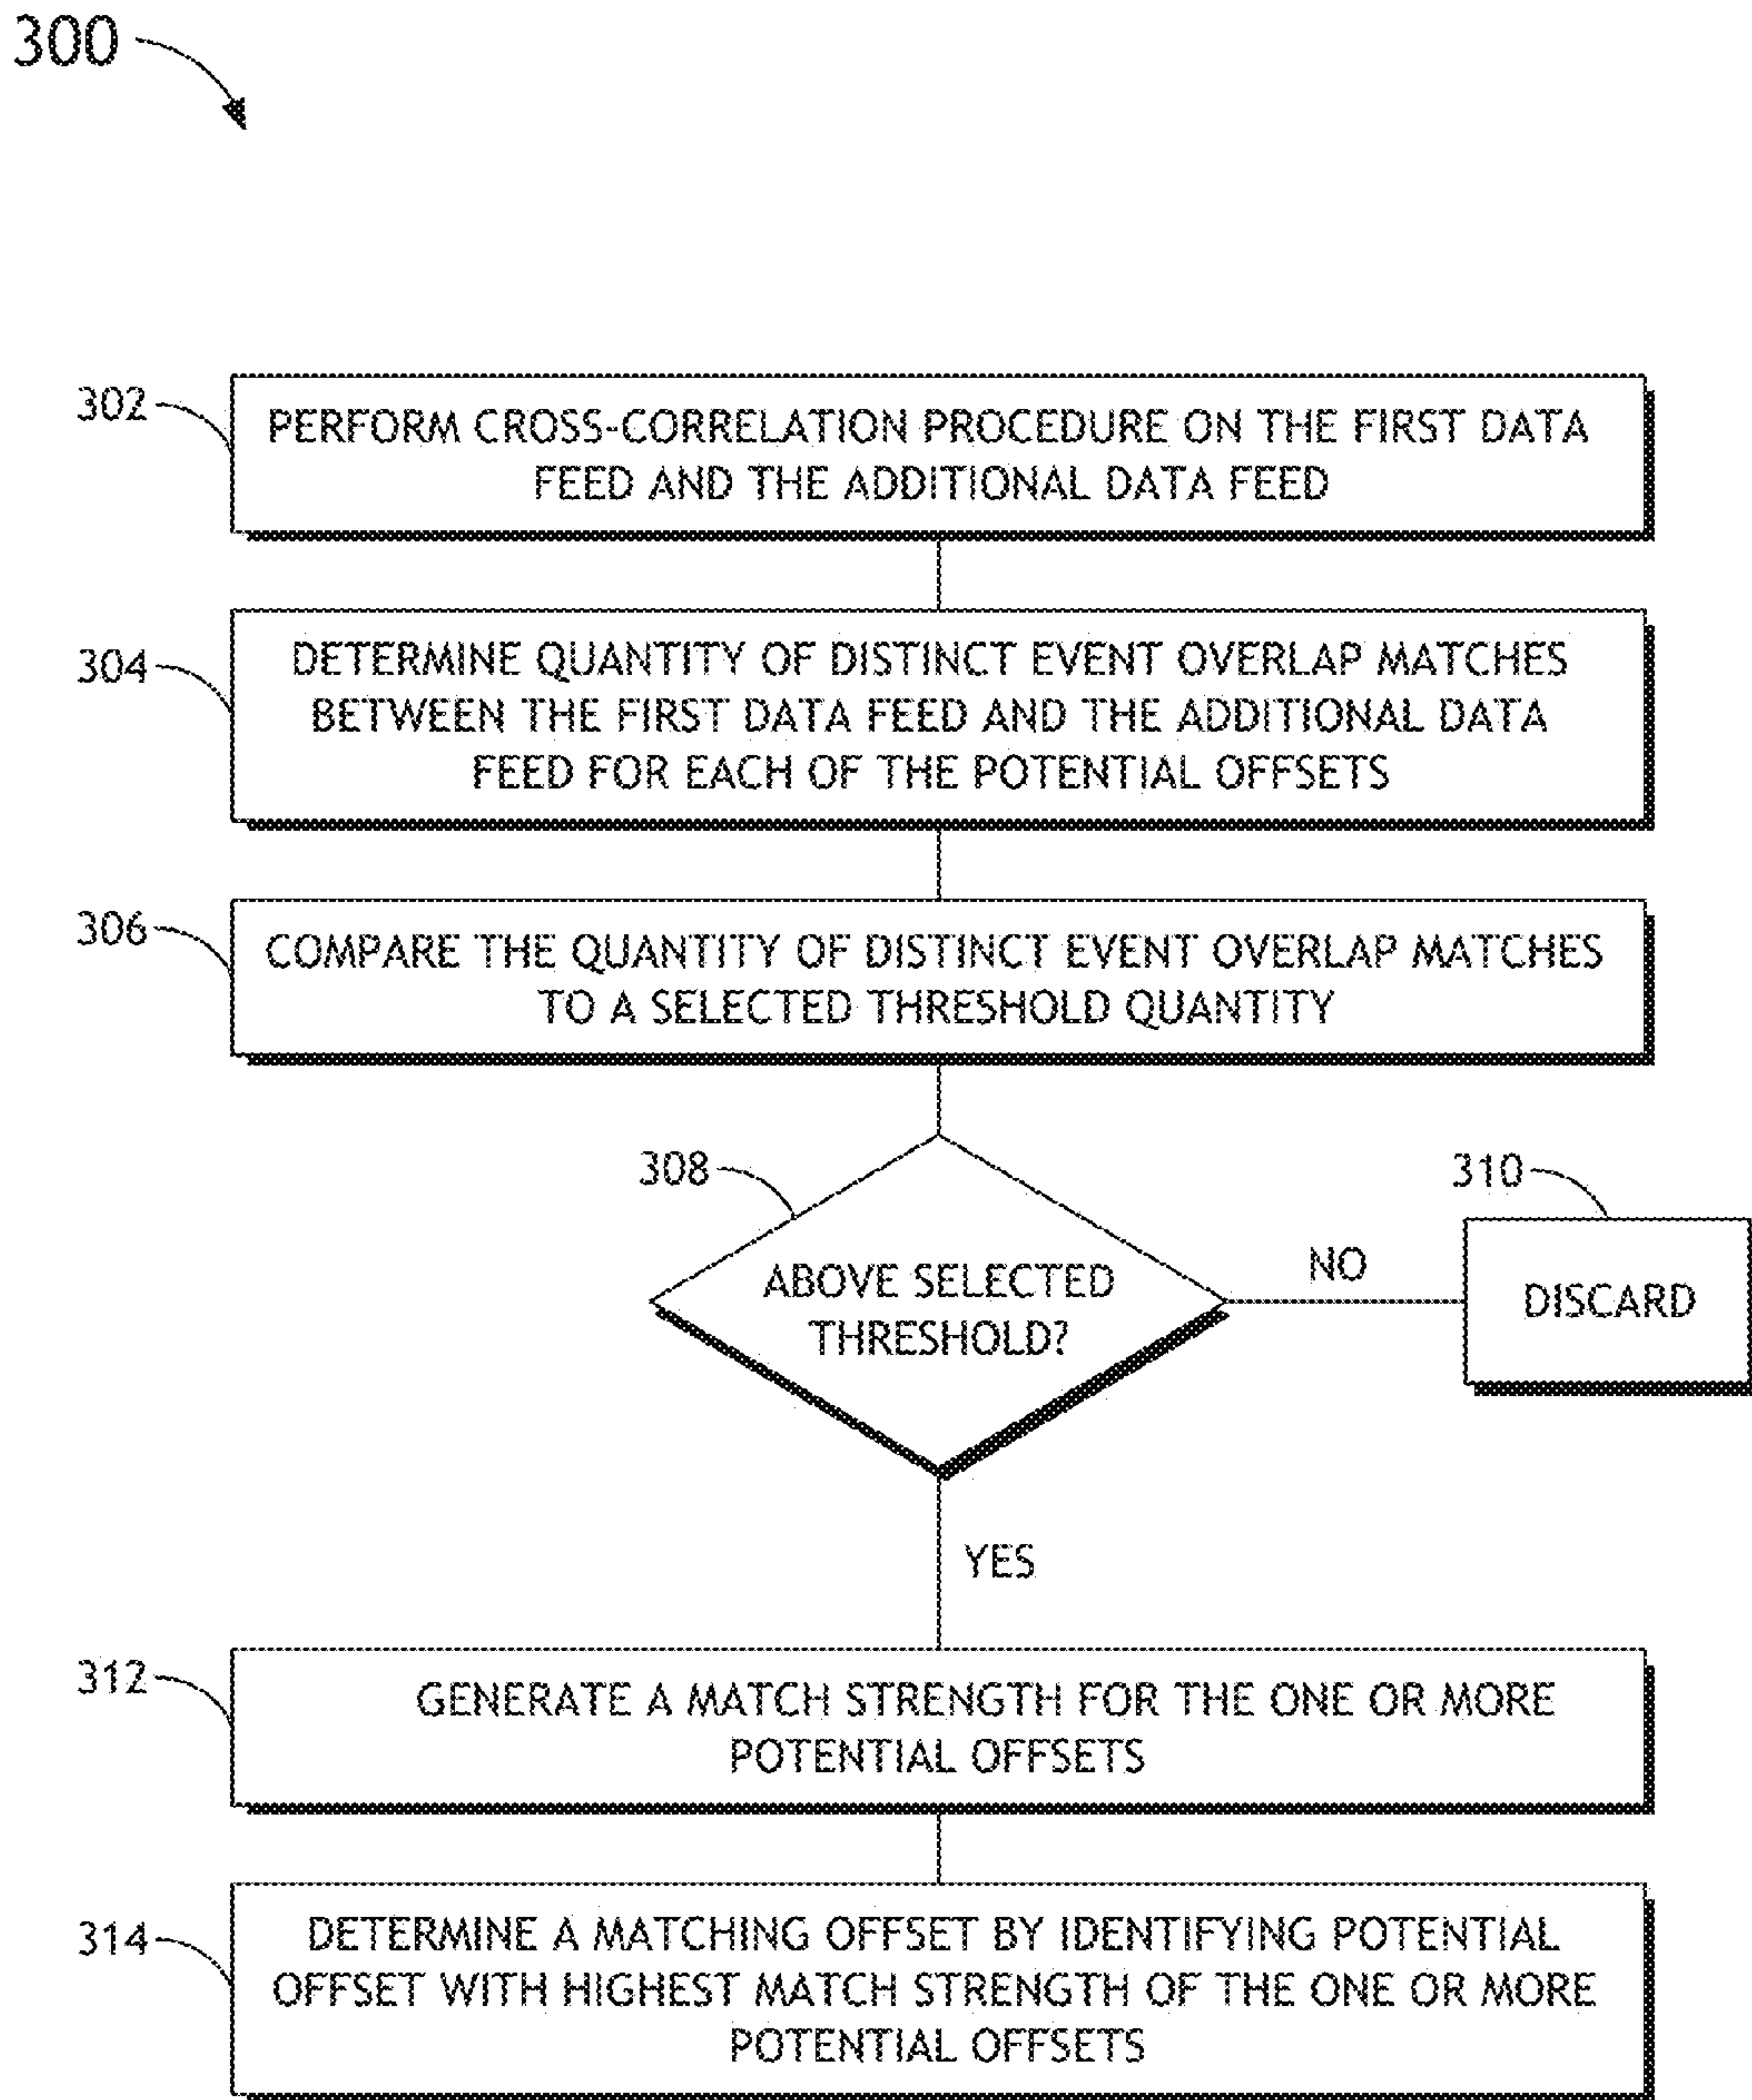 300
302
PERFORM CROSS-CORRELATION PROCEDURE ON THE FIRST DATA
FEED AND THE ADDITIONAL DATA FEED
304
DETERMINE QUANTITY OF DISTINCT EVENT OVERLAP MATCHES
BETWEEN THE FIRST DATA FEED AND THE ADDITIONAL DATA
FEED FOR EACH OF THE POTENTIAL OFFSETS
306
COMPARE THE QUANTITY OF DISTINCT EVENT OVERLAP MATCHES
TO A SELECTED THRESHOLD QUANTITY
308
ABOVE SELECTED
THRESHOLD?
NO
310
DISCARD
YES
312
GENERATE A MATCH STRENGTH FOR THE ONE OR MORE
POTENTIAL OFFSETS
314
DETERMINE A MATCHING OFFSET BY IDENTIFYING POTENTIAL
OFFSET WITH HIGHEST MATCH STRENGTH OF THE ONE OR MORE
POTENTIAL OFFSETS